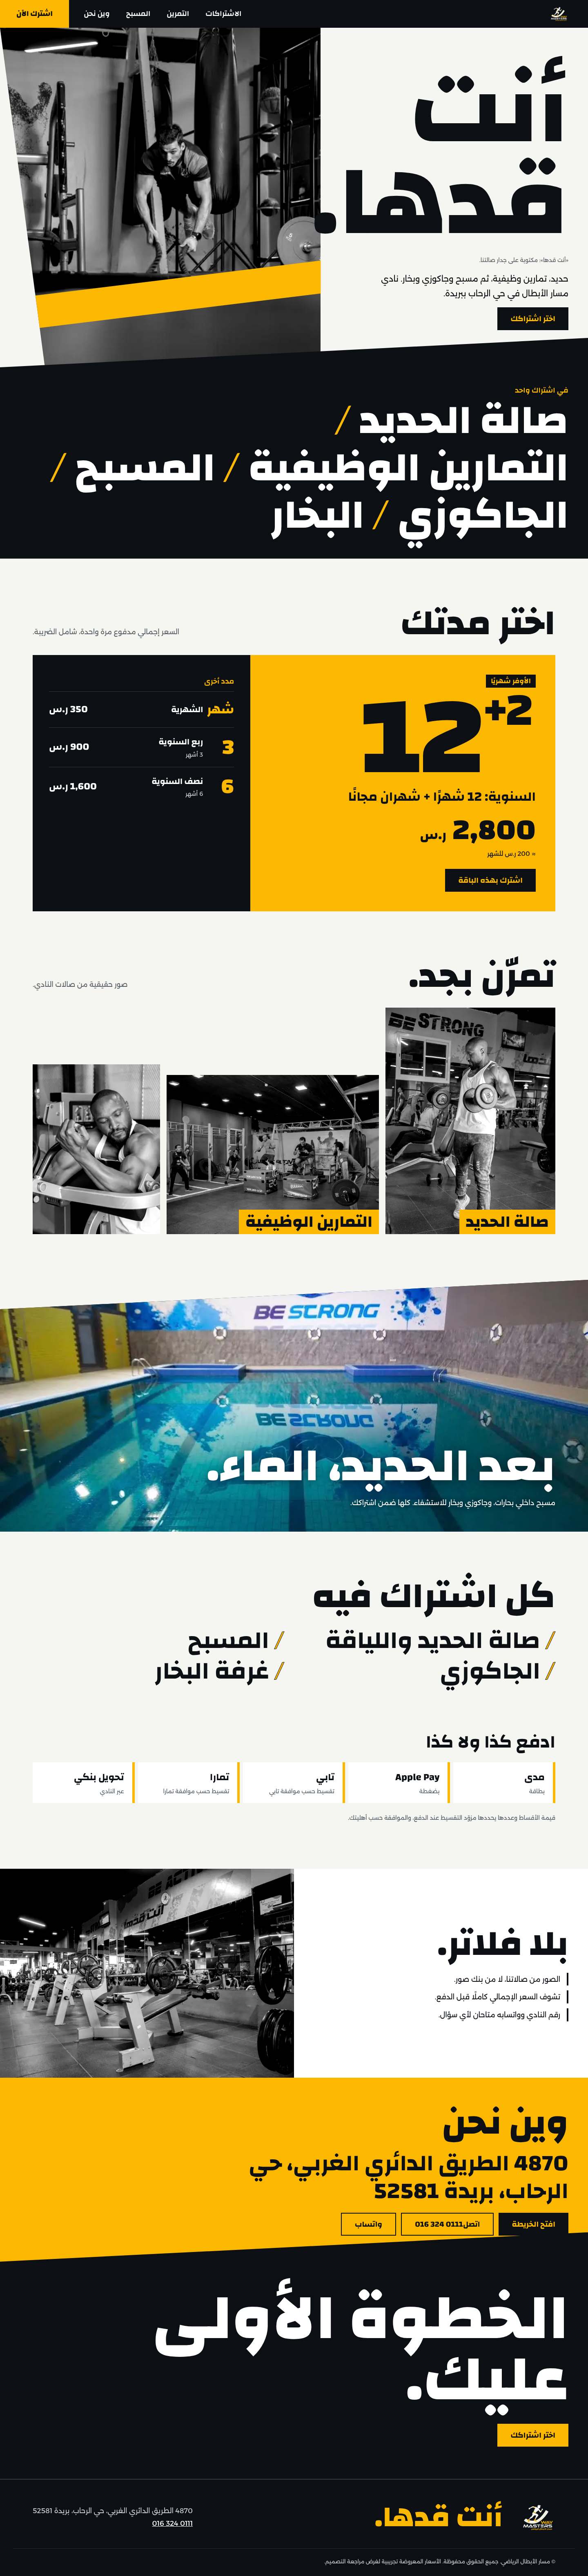 الاشتراكات
التمرين
المسبح
وين نحن
اشترك الآن
أنت
قدها.
«أنت قدها»: مكتوبة على جدار صالتنا.
حديد، تمارين وظيفية، ثم مسبح وجاكوزي وبخار. نادي
مسار الأبطال في حي الرحاب ببريدة.
اختر اشتراكك
في اشتراك واحد
صالة الحديد /
التمارين الوظيفية / المسبح /
الجاكوزي / البخار
اختر مدتك
السعر إجمالي مدفوع مرة واحدة، شامل الضريبة.
الأوفر شهريًا
12+2
السنوية: 12 شهرًا + شهران مجانًا
2,800 ر.س
≈ 200 ر.س للشهر
اشترك بهذه الباقة
مدد أخرى
شهر الشهرية 350 ر.س
3 ربع السنوية 900 ر.س
3 أشهر
6 نصف السنوية 1,600 ر.س
6 أشهر
تمرّن بجد.
صور حقيقية من صالات النادي.
BE STRONG
صالة الحديد
التمارين الوظيفية
BE STRONG
بعد الحديد، الماء.
مسبح داخلي بحارات، وجاكوزي وبخار للاستشفاء. كلها ضمن اشتراكك.
كل اشتراك فيه
/ صالة الحديد واللياقة
/ المسبح
/ الجاكوزي
/ غرفة البخار
ادفع كذا ولا كذا
مدى
بطاقة
Apple Pay
بضغطة
تابي
تقسيط حسب موافقة تابي
تمارا
تقسيط حسب موافقة تمارا
تحويل بنكي
عبر النادي
قيمة الأقساط وعددها يحددها مزوّد التقسيط عند الدفع، والموافقة حسب أهليتك.
أنت قدها
بلا فلاتر.
الصور من صالاتنا، لا من بنك صور.
تشوف السعر الإجمالي كاملًا قبل الدفع.
رقم النادي وواتسابه متاحان لأي سؤال.
وين نحن
4870 الطريق الدائري الغربي، حي
الرحاب، بريدة 52581
افتح الخريطة
اتصل 016 324 0111
واتساب
الخطوة الأولى
عليك.
اختر اشتراكك
MASTERS
أنت قدها.
4870 الطريق الدائري الغربي، حي الرحاب، بريدة 52581
016 324 0111
© مسار الأبطال الرياضي. جميع الحقوق محفوظة. الأسعار المعروضة تجريبية لغرض مراجعة التصميم.